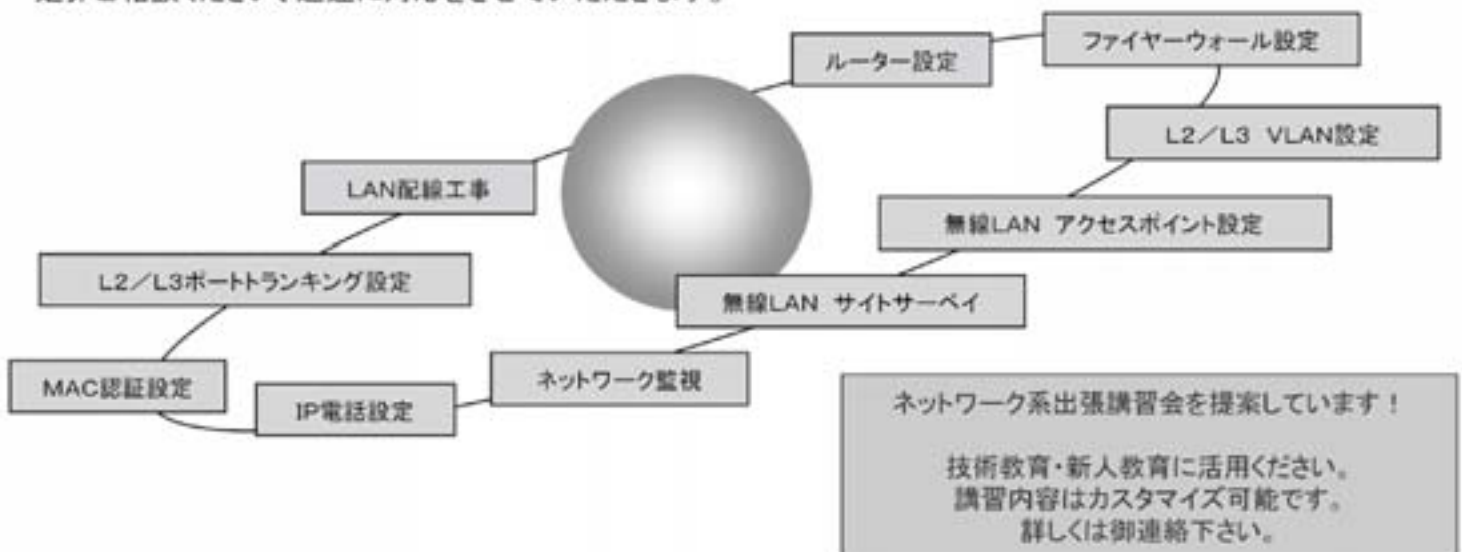 ルーター設定
ファイヤーウォール設定
L2/L3 VLAN設定
LAN配線工事
無線LAN アクセスポイント設定
L2/L3ポートトランキング設定
無線LAN サイトサーベイ
MAC認証設定
IP電話設定
ネットワーク監視
ネットワーク系出張講習会を提案しています!
技術教育・新人教育に活用ください。
講習内容はカスタマイズ可能です。
詳しくは御連絡下さい。